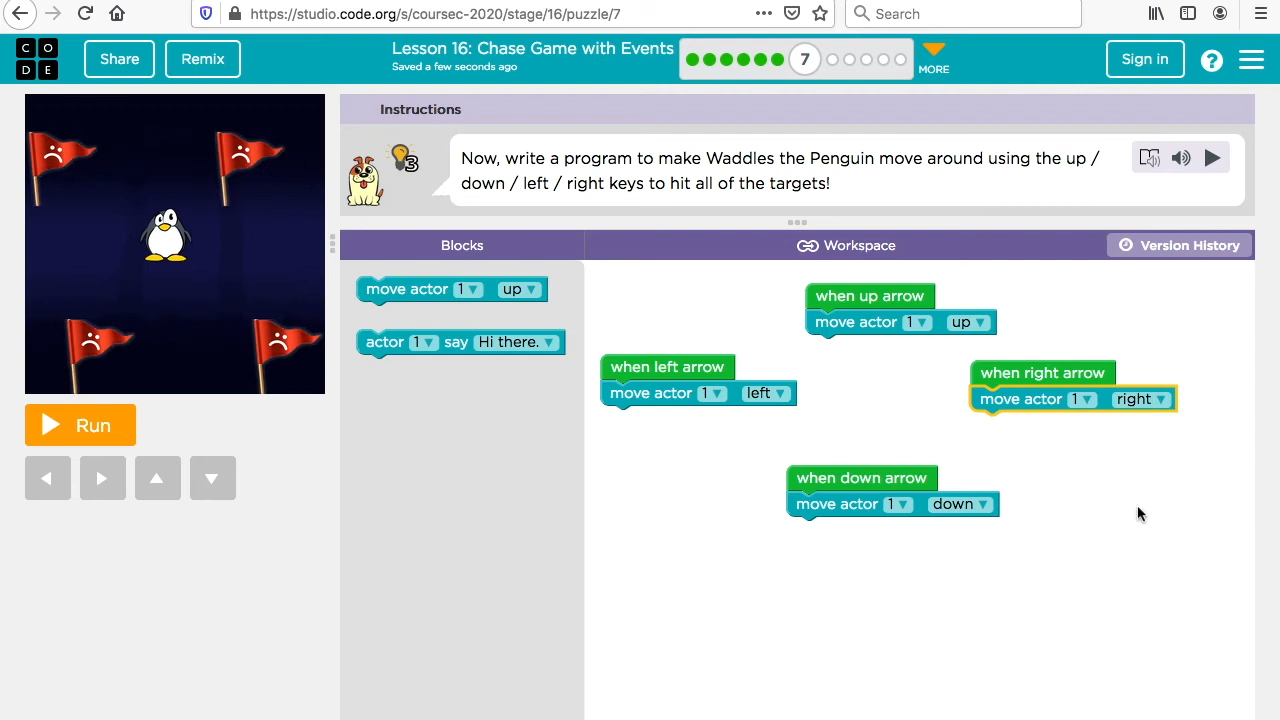 https://studio.code.org/s/coursec-2020/stage/16/puzzle/7
Search
C O
D E
Share
Remix
Lesson 16: Chase Game with Events
Saved a few seconds ago
7
MORE
Sign in
?
Instructions
3
Now, write a program to make Waddles the Penguin move around using the up /
down / left / right keys to hit all of the targets!
Blocks
Workspace
Version History
move actor 1 up
actor 1 say Hi there.
when up arrow
move actor 1 up
when left arrow
move actor 1 left
when right arrow
move actor 1 right
when down arrow
move actor 1 down
Run